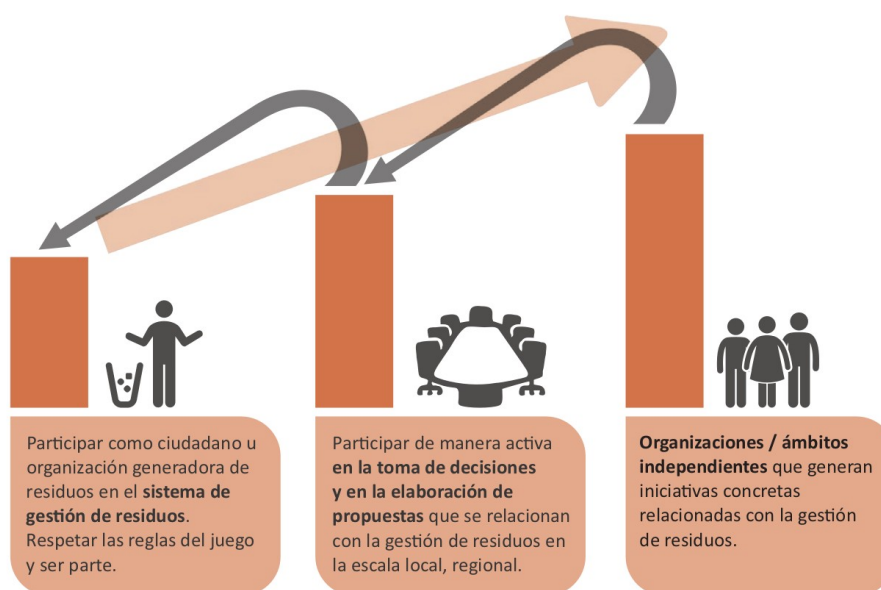 Participar como ciudadano u
organización generadora de
residuos en el sistema de
gestión de residuos.
Respetar las reglas del juego
y ser parte.
Participar de manera activa
en la toma de decisiones
y en la elaboración de
propuestas que se relacionan
con la gestión de residuos en
la escala local, regional.
Organizaciones / ámbitos
independientes que generan
iniciativas concretas
relacionadas con la gestión
de residuos.